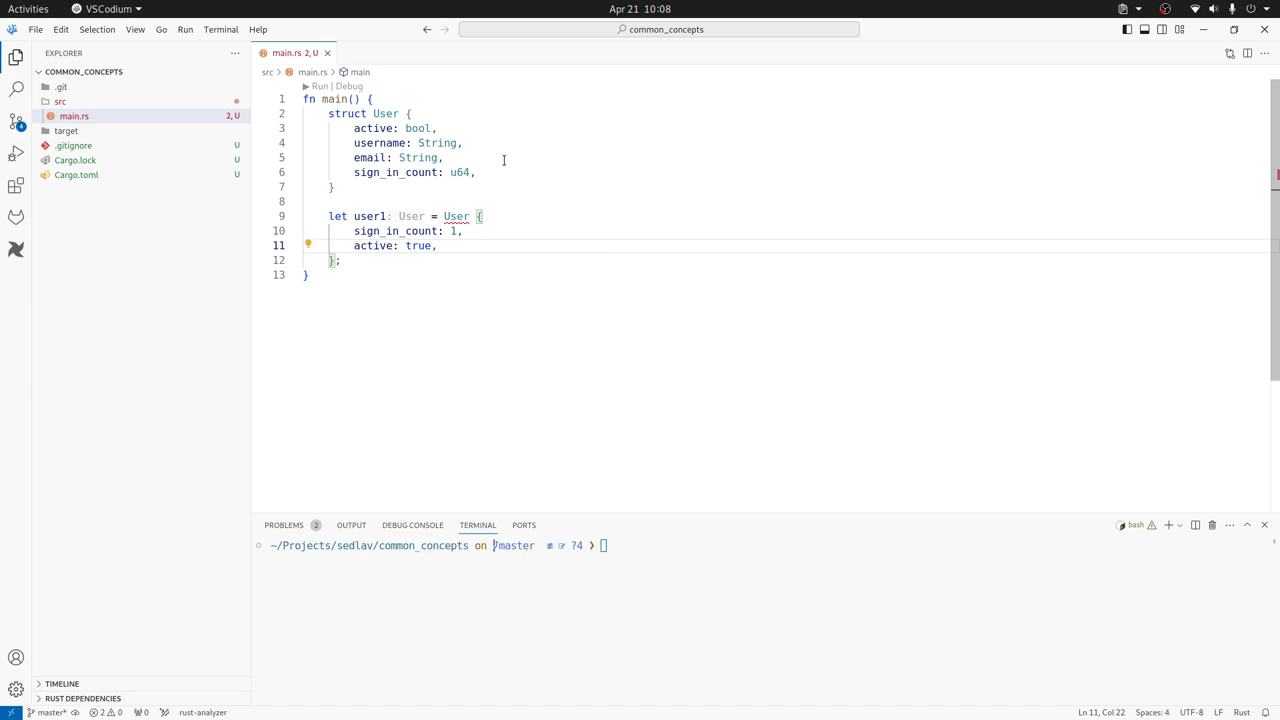 Activities VSCodium Apr 21 10:08
File Edit Selection View Go Run Terminal Help common_concepts
EXPLORER
COMMON_CONCEPTS
.git
src
main.rs 2, U
target
.gitignore U
Cargo.lock U
Cargo.toml U
TIMELINE
RUST DEPENDENCIES
main.rs 2, U
src main.rs main
Run | Debug
1 fn main() {
2 struct User {
3 active: bool,
4 username: String,
5 email: String,
6 sign_in_count: u64,
7 }
8
9 let user1: User = User {
10 sign_in_count: 1,
11 active: true,
12 };
13 }
PROBLEMS 2 OUTPUT DEBUG CONSOLE TERMINAL PORTS bash
~/Projects/sedlav/common_concepts on master ?4 ❯
4
master* 2 0 0 rust-analyzer Ln 11, Col 22 Spaces: 4 UTF-8 LF Rust